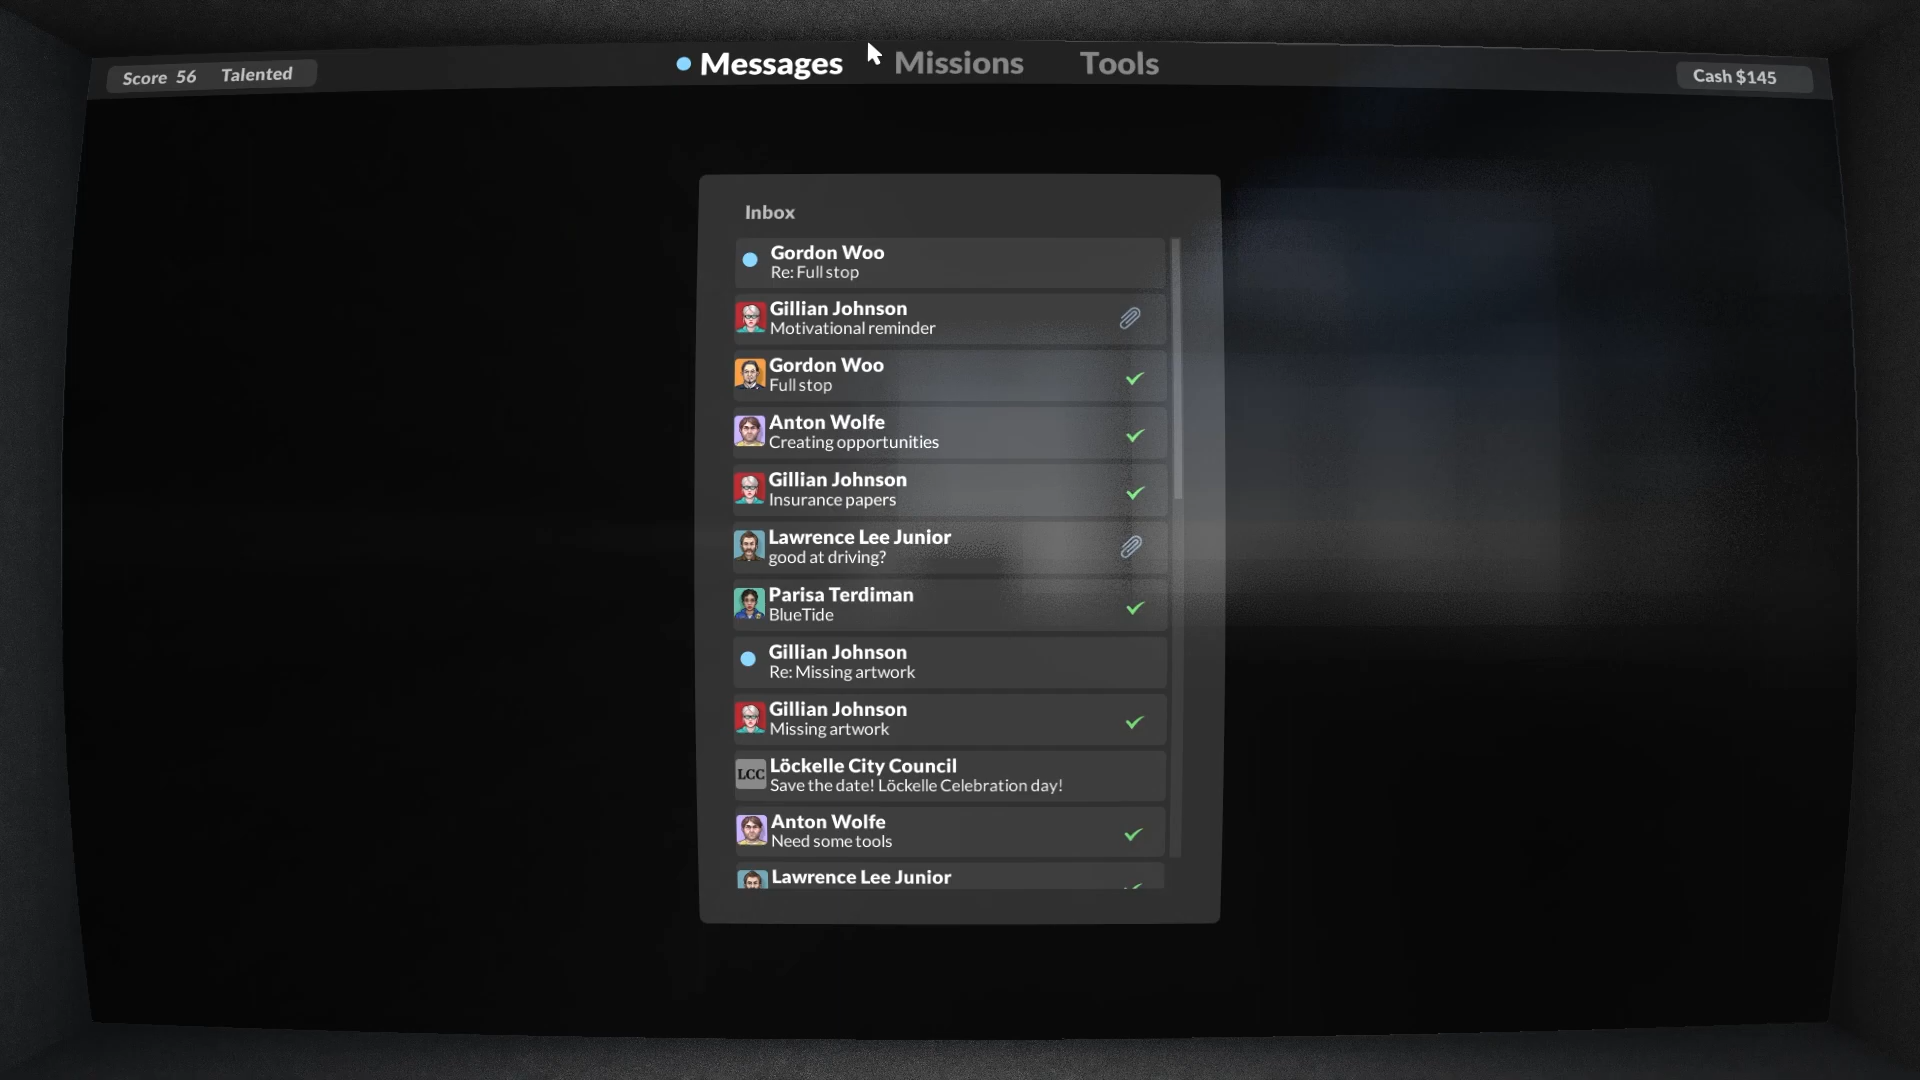 Score 56 Talented
Messages Missions Tools
Cash $145
Inbox
Gordon Woo
Re: Full stop
Gillian Johnson
Motivational reminder
Gordon Woo
Full stop
Anton Wolfe
Creating opportunities
Gillian Johnson
Insurance papers
Lawrence Lee Junior
good at driving?
Parisa Terdiman
BlueTide
Gillian Johnson
Re: Missing artwork
Gillian Johnson
Missing artwork
LCC
Löckelle City Council
Save the date! Löckelle Celebration day!
Anton Wolfe
Need some tools
Lawrence Lee Junior